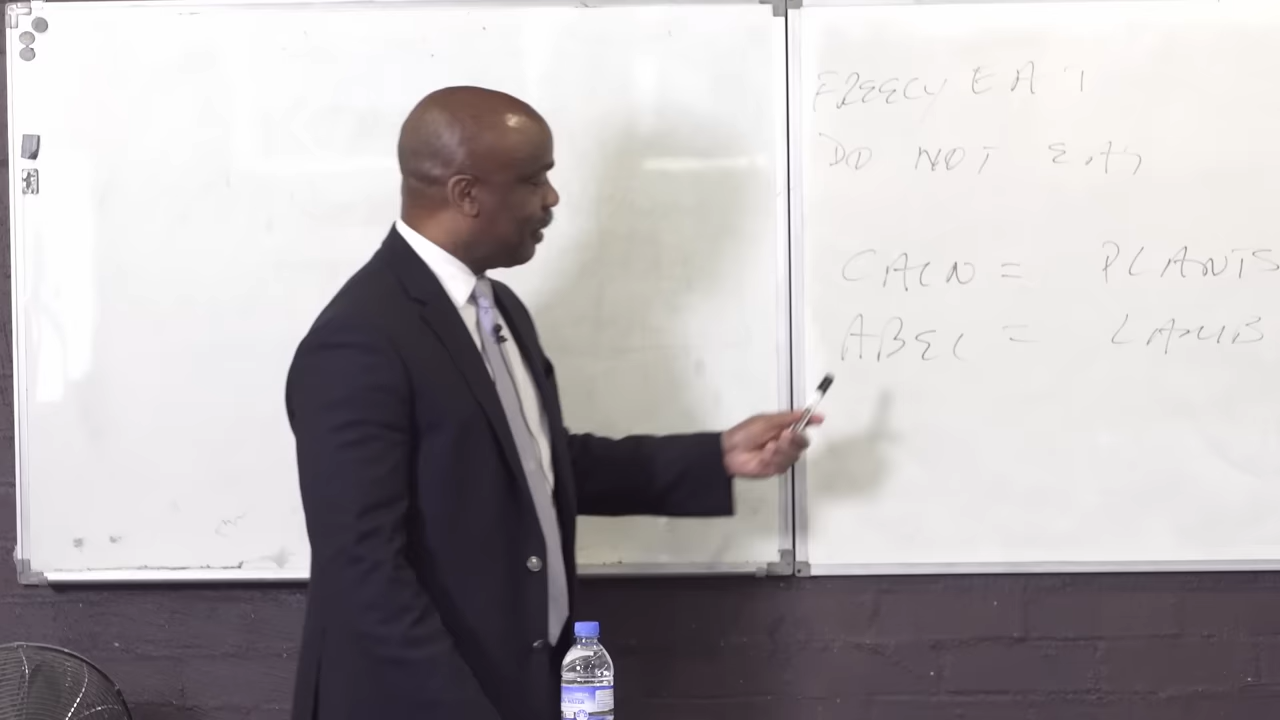 FREELY EAT
DO NOT EAT
CAIN = PLANTS
ABEL = LAMB